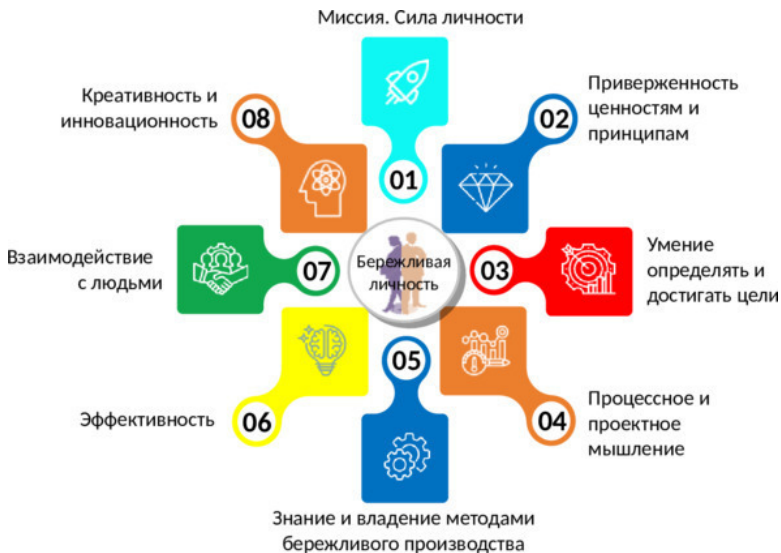 Миссия. Сила личности
01
Приверженность
ценностям и
принципам
02
Умение
определять и
достигать цели
03
Процессное и
проектное
мышление
04
05
Знание и владение методами
бережливого производства
Эффективность
06
Взаимодействие
с людьми
07
Креативность и
инновационность
08
Бережливая
личность